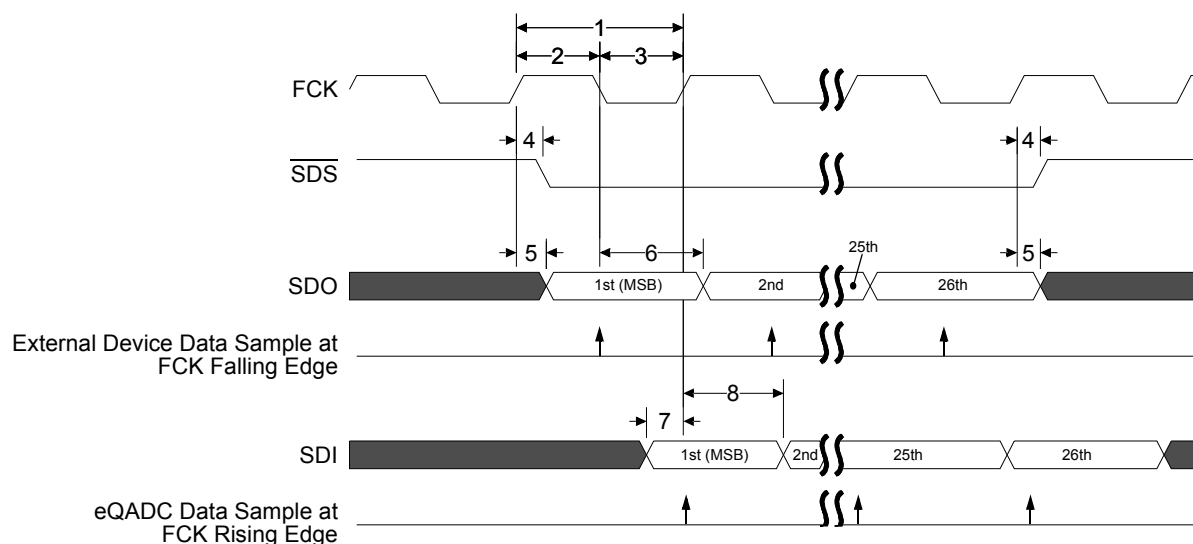 1
2 3
FCK
4 4
SDS
5 6 25th 5
SDO 1st (MSB) 2nd 26th
External Device Data Sample at
FCK Falling Edge
8
7
SDI 1st (MSB) 2nd 25th 26th
eQADC Data Sample at
FCK Rising Edge